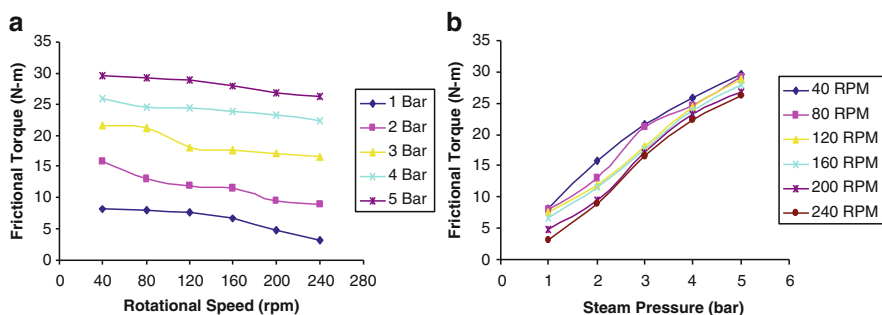 a
Frictional Torque (N-m)
35
30
25
20
15
10
5
0
0 40 80 120 160 200 240 280
Rotational Speed (rpm)
1 Bar
2 Bar
3 Bar
4 Bar
5 Bar
b
Frictional Torque (N-m)
35
30
25
20
15
10
5
0
0 1 2 3 4 5 6
Steam Pressure (bar)
40 RPM
80 RPM
120 RPM
160 RPM
200 RPM
240 RPM